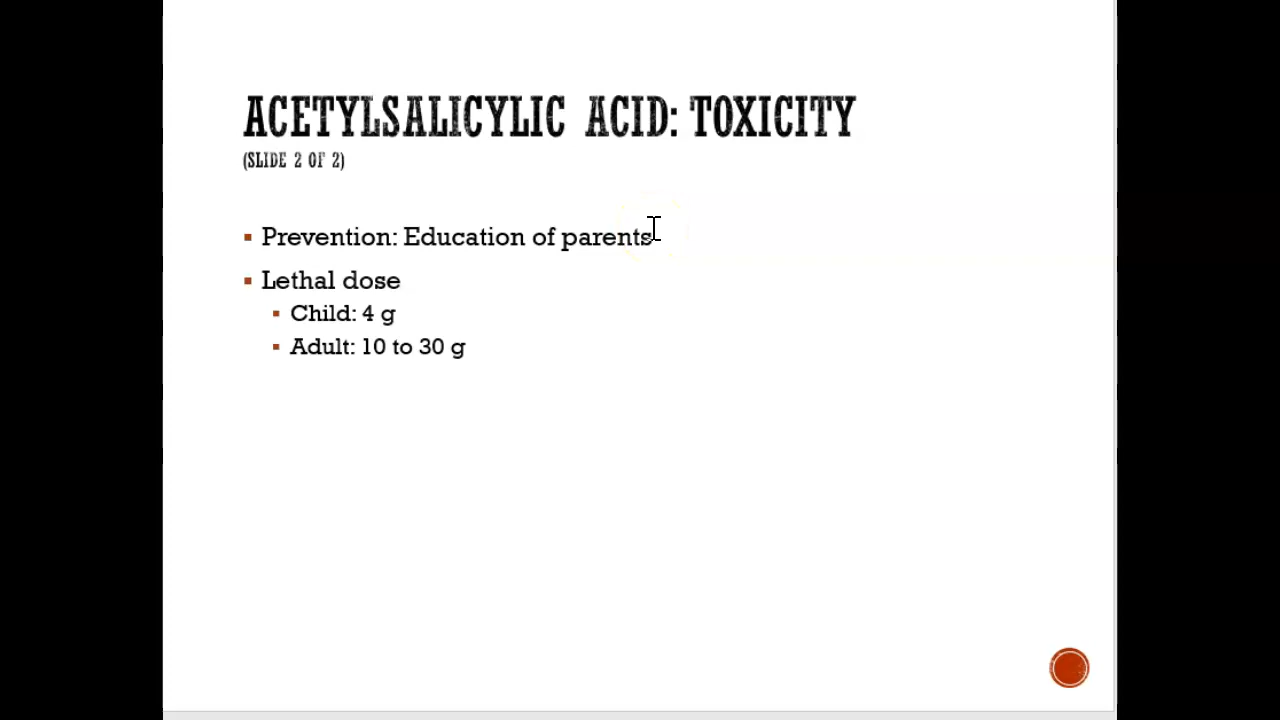 ACETYLSALICYLIC ACID: TOXICITY
(SLIDE 2 OF 2)
Prevention: Education of parents
Lethal dose
Child: 4 g
Adult: 10 to 30 g